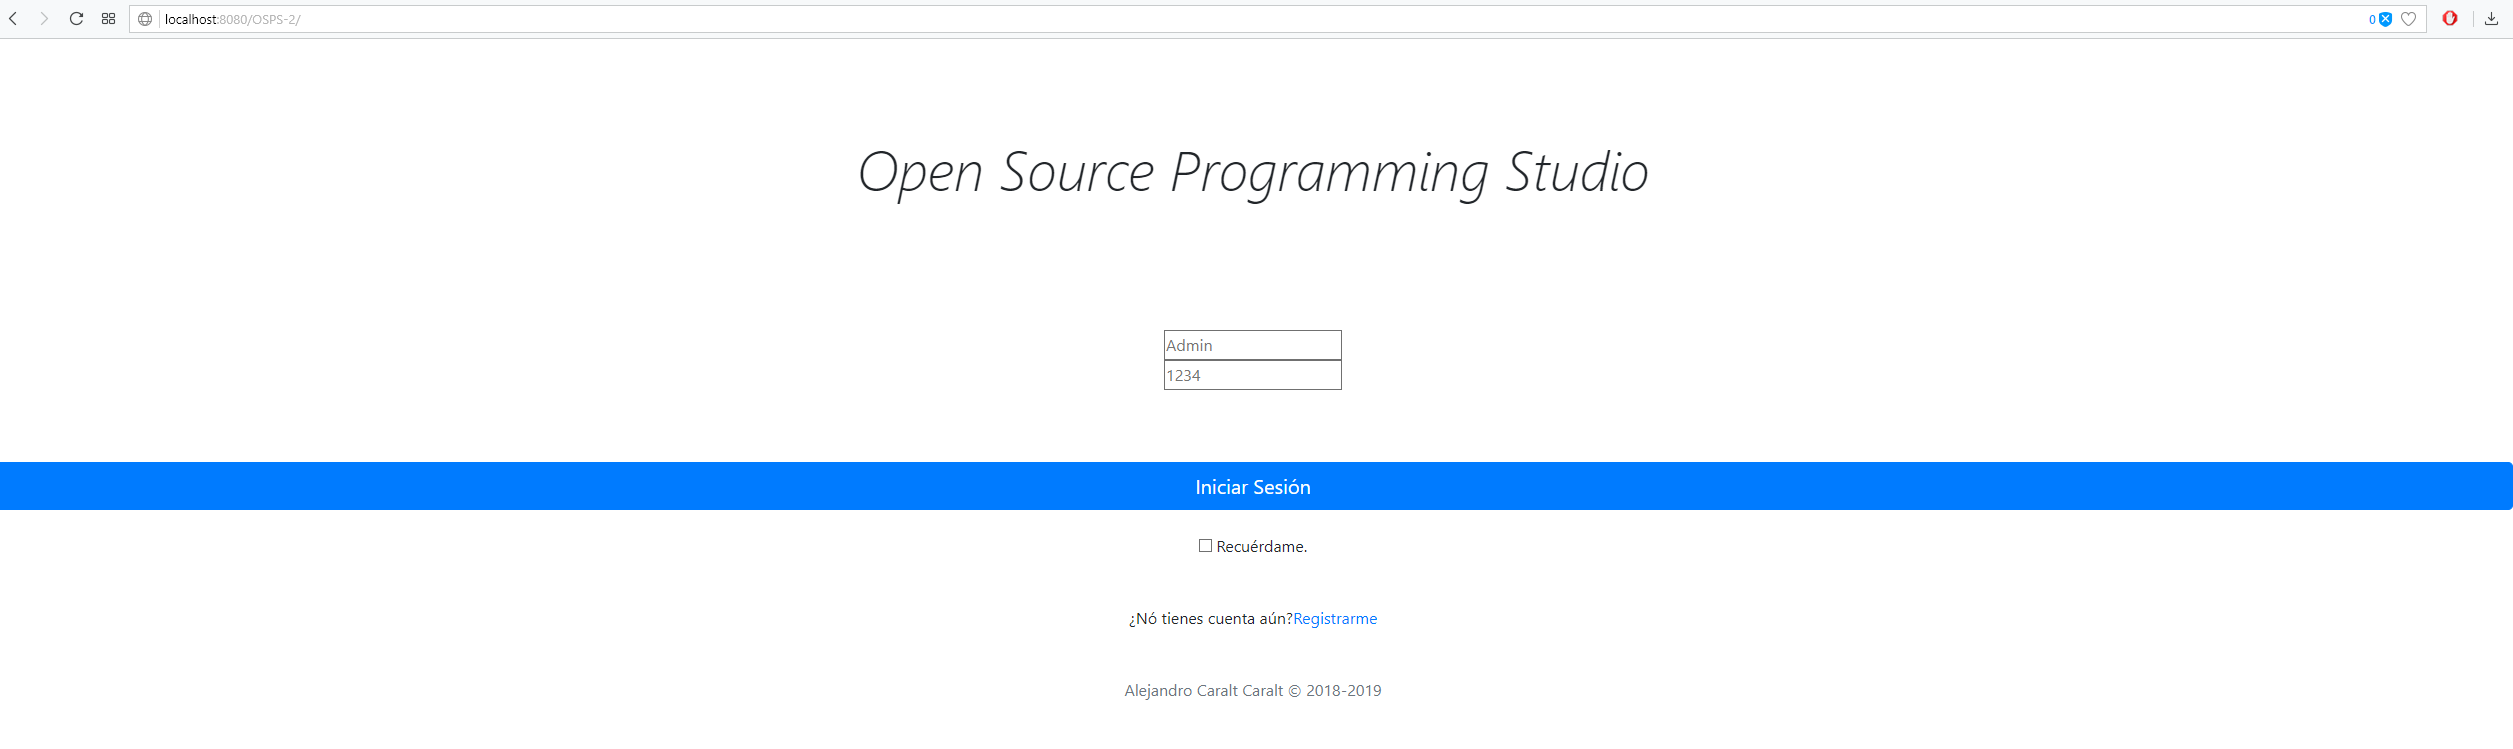 localhost:8080/OSPS-2/
0
Open Source Programming Studio
Admin
1234
Iniciar Sesión
Recuérdame.
¿Nó tienes cuenta aún?Registrarme
Alejandro Caralt Caralt © 2018-2019